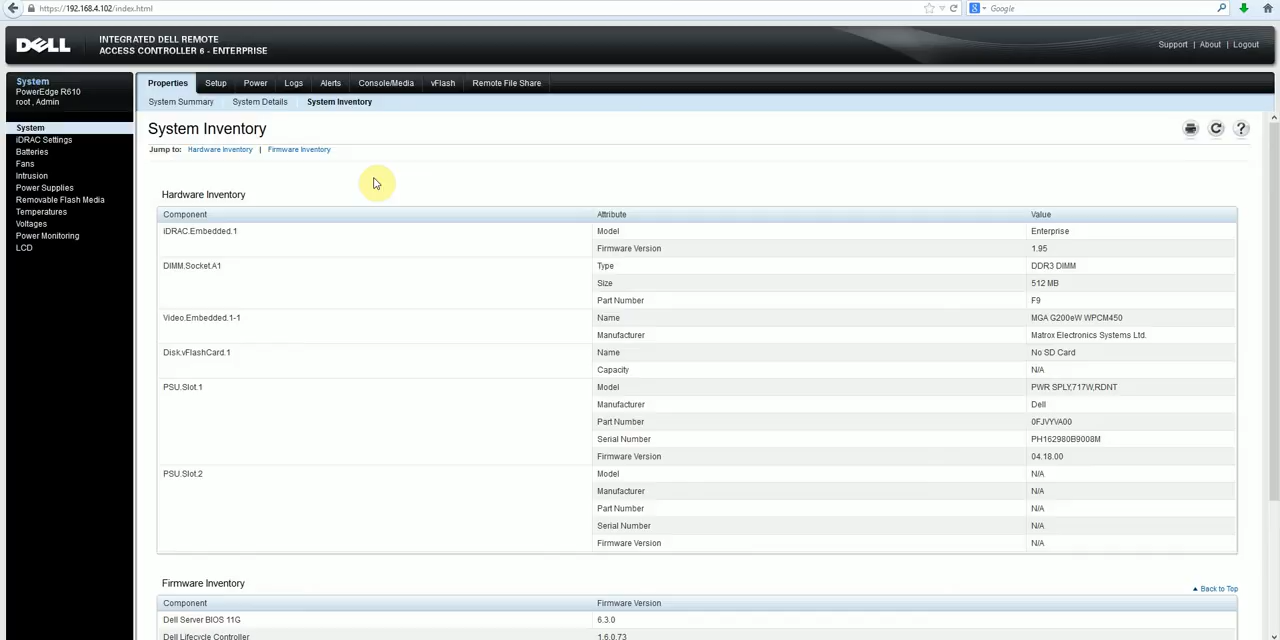 https://192.168.4.102/index.html
Google
DELL
INTEGRATED DELL REMOTE
ACCESS CONTROLLER 6 - ENTERPRISE
Support | About | Logout
System
PowerEdge R610
root , Admin
System
iDRAC Settings
Batteries
Fans
Intrusion
Power Supplies
Removable Flash Media
Temperatures
Voltages
Power Monitoring
LCD
Properties Setup Power Logs Alerts Console/Media vFlash Remote File Share
System Summary System Details System Inventory
System Inventory
Jump to: Hardware Inventory | Firmware Inventory
Hardware Inventory
Component Attribute Value
iDRAC.Embedded.1 Model Enterprise
Firmware Version 1.95
DIMM.Socket.A1 Type DDR3 DIMM
Size 512 MB
Part Number F9
Video.Embedded.1-1 Name MGA G200eW WPCM450
Manufacturer Matrox Electronics Systems Ltd.
Disk.vFlashCard.1 Name No SD Card
Capacity N/A
PSU.Slot.1 Model PWR SPLY,717W,RDNT
Manufacturer Dell
Part Number 0FJVYVA00
Serial Number PH162980B9008M
Firmware Version 04.18.00
PSU.Slot.2 Model N/A
Manufacturer N/A
Part Number N/A
Serial Number N/A
Firmware Version N/A
Firmware Inventory
Back to Top
Component Firmware Version
Dell Server BIOS 11G 6.3.0
Dell Lifecycle Controller 1.6.0.73